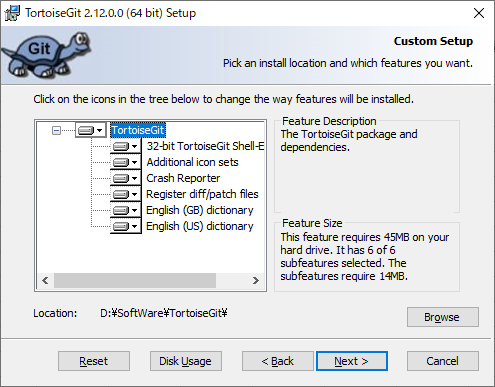 TortoiseGit 2.12.0.0 (64 bit) Setup
Git
Custom Setup
Pick an install location and which features you want.
Click on the icons in the tree below to change the way features will be installed.
TortoiseGit
32-bit TortoiseGit Shell-E
Additional icon sets
Crash Reporter
Register diff/patch files
English (GB) dictionary
English (US) dictionary
Feature Description
The TortoiseGit package and
dependencies.
Feature Size
This feature requires 45MB on your
hard drive. It has 6 of 6
subfeatures selected. The
subfeatures require 14MB.
Location: D:¥SoftWare¥TortoiseGit¥
Browse
Reset Disk Usage < Back Next > Cancel